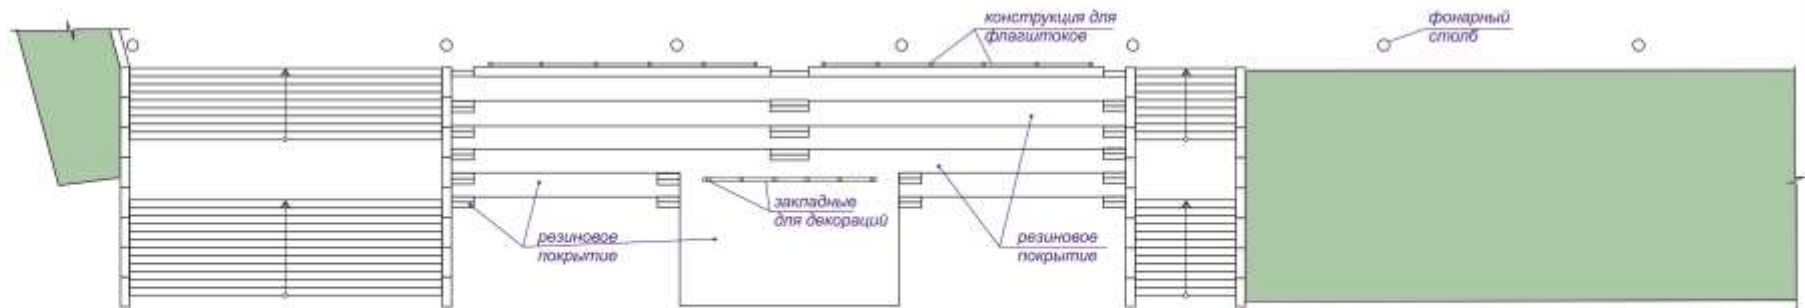 конструкция для
флагштоков
фонарный
столб
закладные
для декораций
резиновое
покрытие
резиновое
покрытие